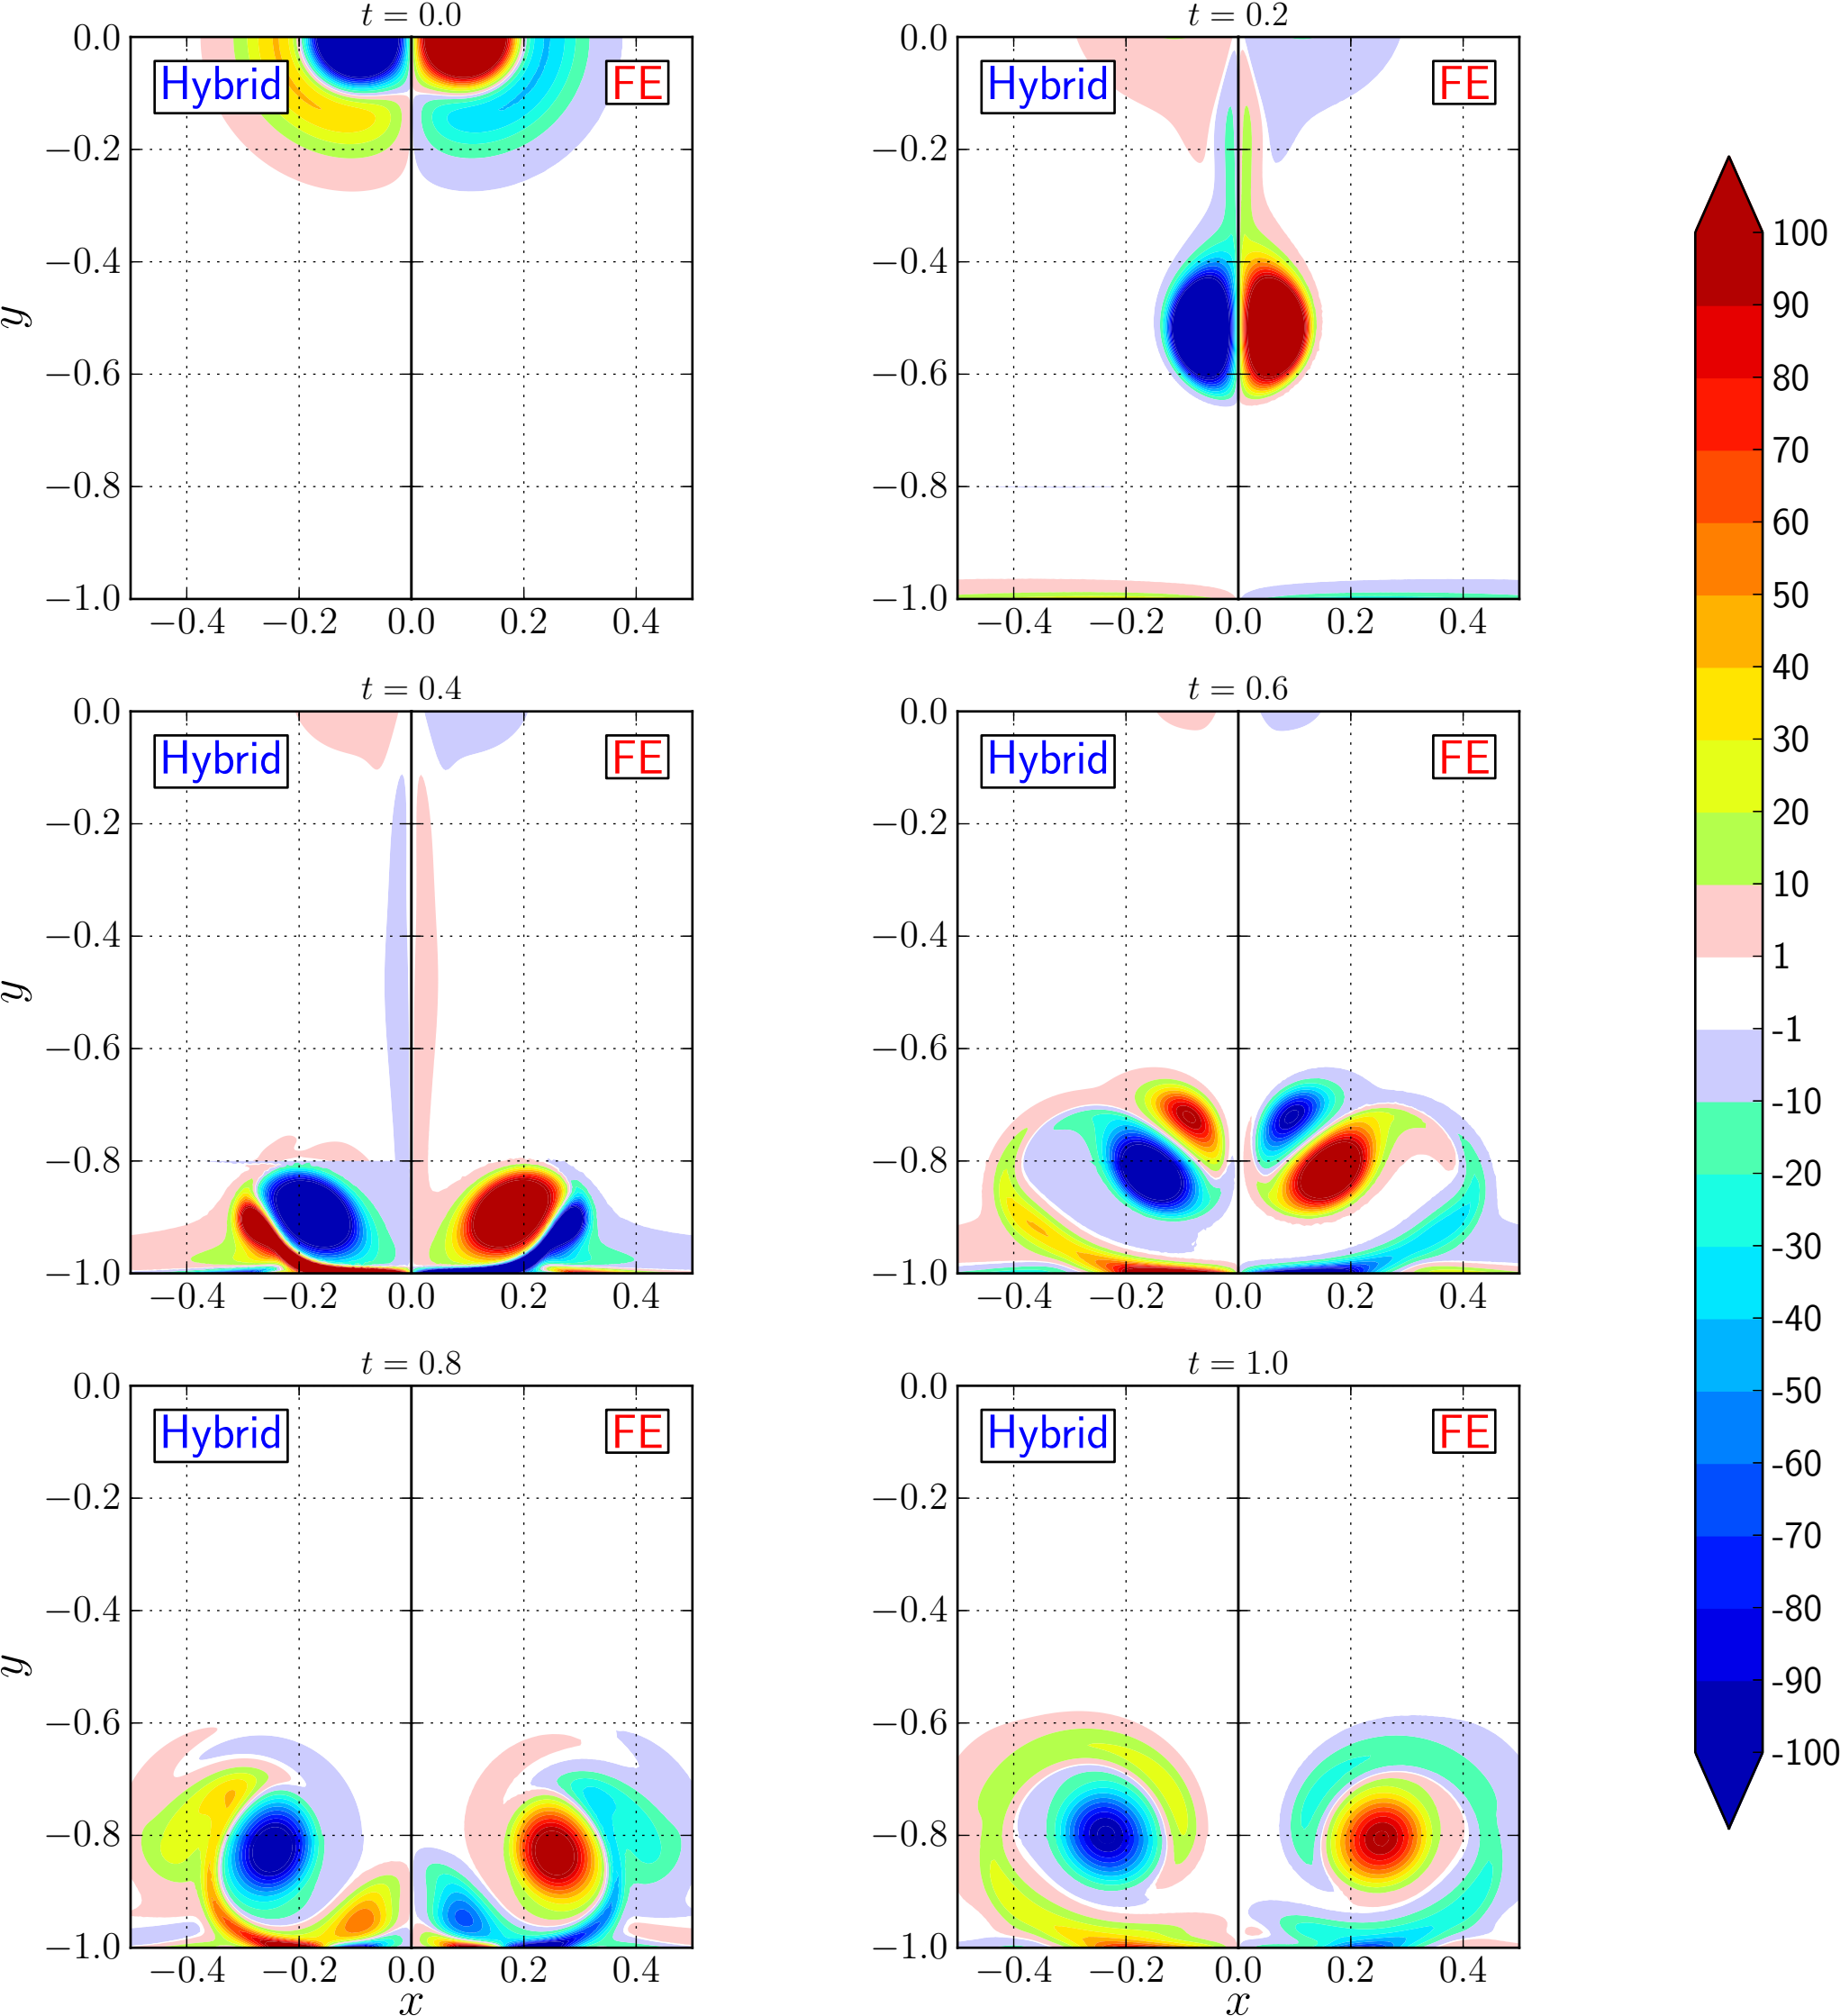 t = 0.0
t = 0.2
0.0
−0.2
−0.4
−0.6
−0.8
−1.0
y
Hybrid
FE
−0.4 −0.2 0.0 0.2 0.4
0.0
−0.2
−0.4
−0.6
−0.8
−1.0
Hybrid
FE
−0.4 −0.2 0.0 0.2 0.4
t = 0.4
t = 0.6
0.0
−0.2
−0.4
−0.6
−0.8
−1.0
y
Hybrid
FE
−0.4 −0.2 0.0 0.2 0.4
0.0
−0.2
−0.4
−0.6
−0.8
−1.0
Hybrid
FE
−0.4 −0.2 0.0 0.2 0.4
t = 0.8
t = 1.0
0.0
−0.2
−0.4
−0.6
−0.8
−1.0
y
Hybrid
FE
−0.4 −0.2 0.0 0.2 0.4
x
0.0
−0.2
−0.4
−0.6
−0.8
−1.0
Hybrid
FE
−0.4 −0.2 0.0 0.2 0.4
x
100
90
80
70
60
50
40
30
20
10
1
-1
-10
-20
-30
-40
-50
-60
-70
-80
-90
-100